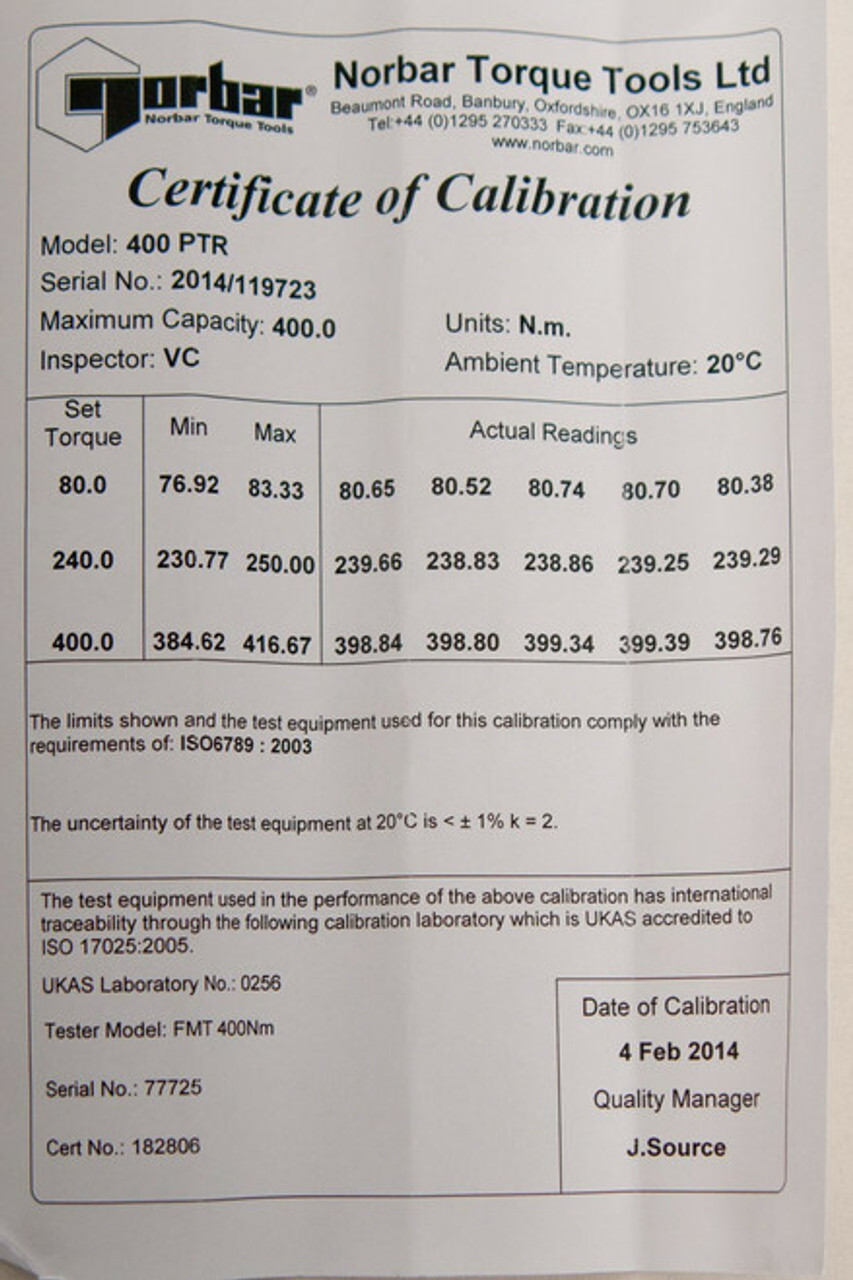 norbar®
Norbar Torque Tools
Norbar Torque Tools Ltd
Beaumont Road, Banbury, Oxfordshire, OX16 1XJ, England
Tel:+44 (0)1295 270333 Fax:+44 (0)1295 753643
www.norbar.com
Certificate of Calibration
Model: 400 PTR
Serial No.: 2014/119723
Maximum Capacity: 400.0 Units: N.m.
Inspector: VC Ambient Temperature: 20°C
Set Torque Min Max Actual Readings
80.0 76.92 83.33 80.65 80.52 80.74 80.70 80.38
240.0 230.77 250.00 239.66 238.83 238.86 239.25 239.29
400.0 384.62 416.67 398.84 398.80 399.34 399.39 398.76
The limits shown and the test equipment used for this calibration comply with the
requirements of: ISO6789 : 2003
The uncertainty of the test equipment at 20°C is < ± 1% k = 2.
The test equipment used in the performance of the above calibration has international
traceability through the following calibration laboratory which is UKAS accredited to
ISO 17025:2005.
UKAS Laboratory No.: 0256
Tester Model: FMT 400Nm
Serial No.: 77725
Cert No.: 182806
Date of Calibration
4 Feb 2014
Quality Manager
J.Source